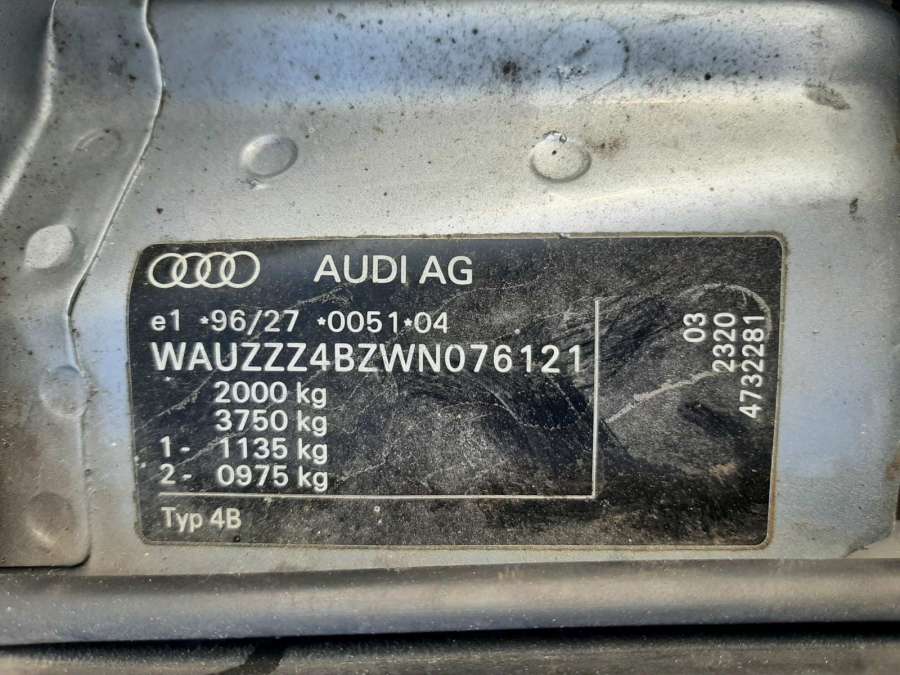 AUDI AG
e1 *96/27 *0051*04
WAUZZZ4BZWN076121
2000 kg
3750 kg
1- 1135 kg
2- 0975 kg
Typ 4B
03
2320
4732281